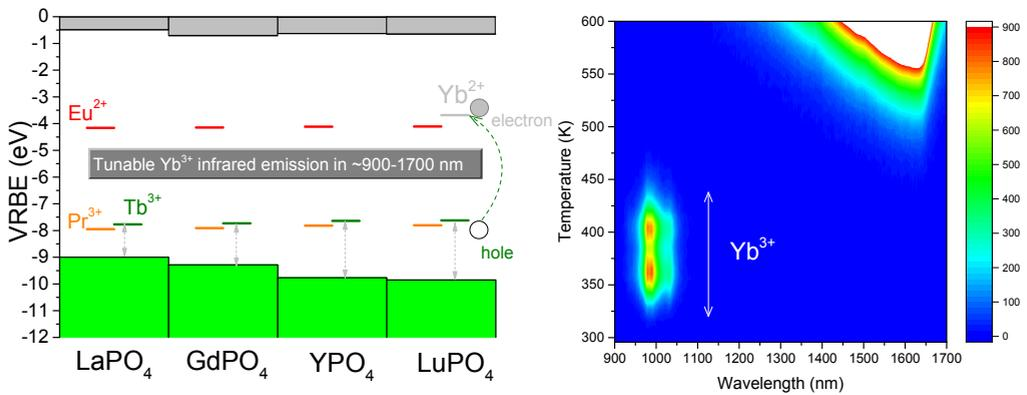 VRBE (eV)
0
-1
-2
-3
-4
-5
-6
-7
-8
-9
-10
-11
-12
Eu2+
Yb2+
electron
Tunable Yb3+ infrared emission in ~900-1700 nm
Pr3+
Tb3+
hole
LaPO4
GdPO4
YPO4
LuPO4
Temperature (K)
600
550
500
450
400
350
300
Yb3+
900
1000
1100
1200
1300
1400
1500
1600
1700
Wavelength (nm)
900
800
700
600
500
400
300
200
100
0